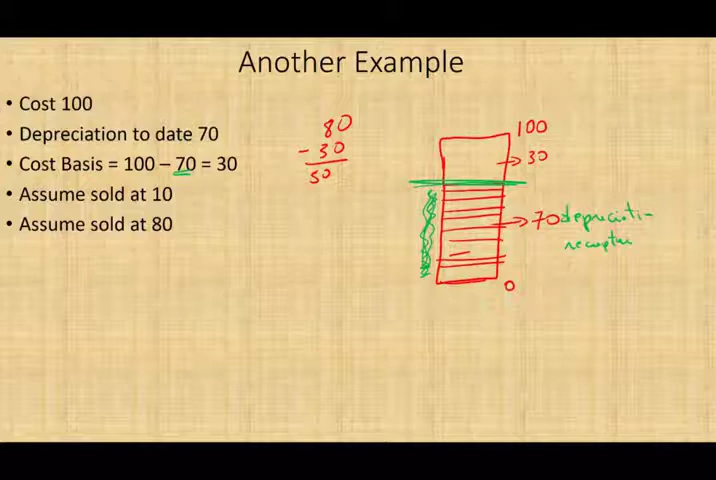 Another Example
• Cost 100
• Depreciation to date 70
• Cost Basis = 100 – 70 = 30
• Assume sold at 10
• Assume sold at 80
80
- 30
50
100
30
70 depreciati-
0